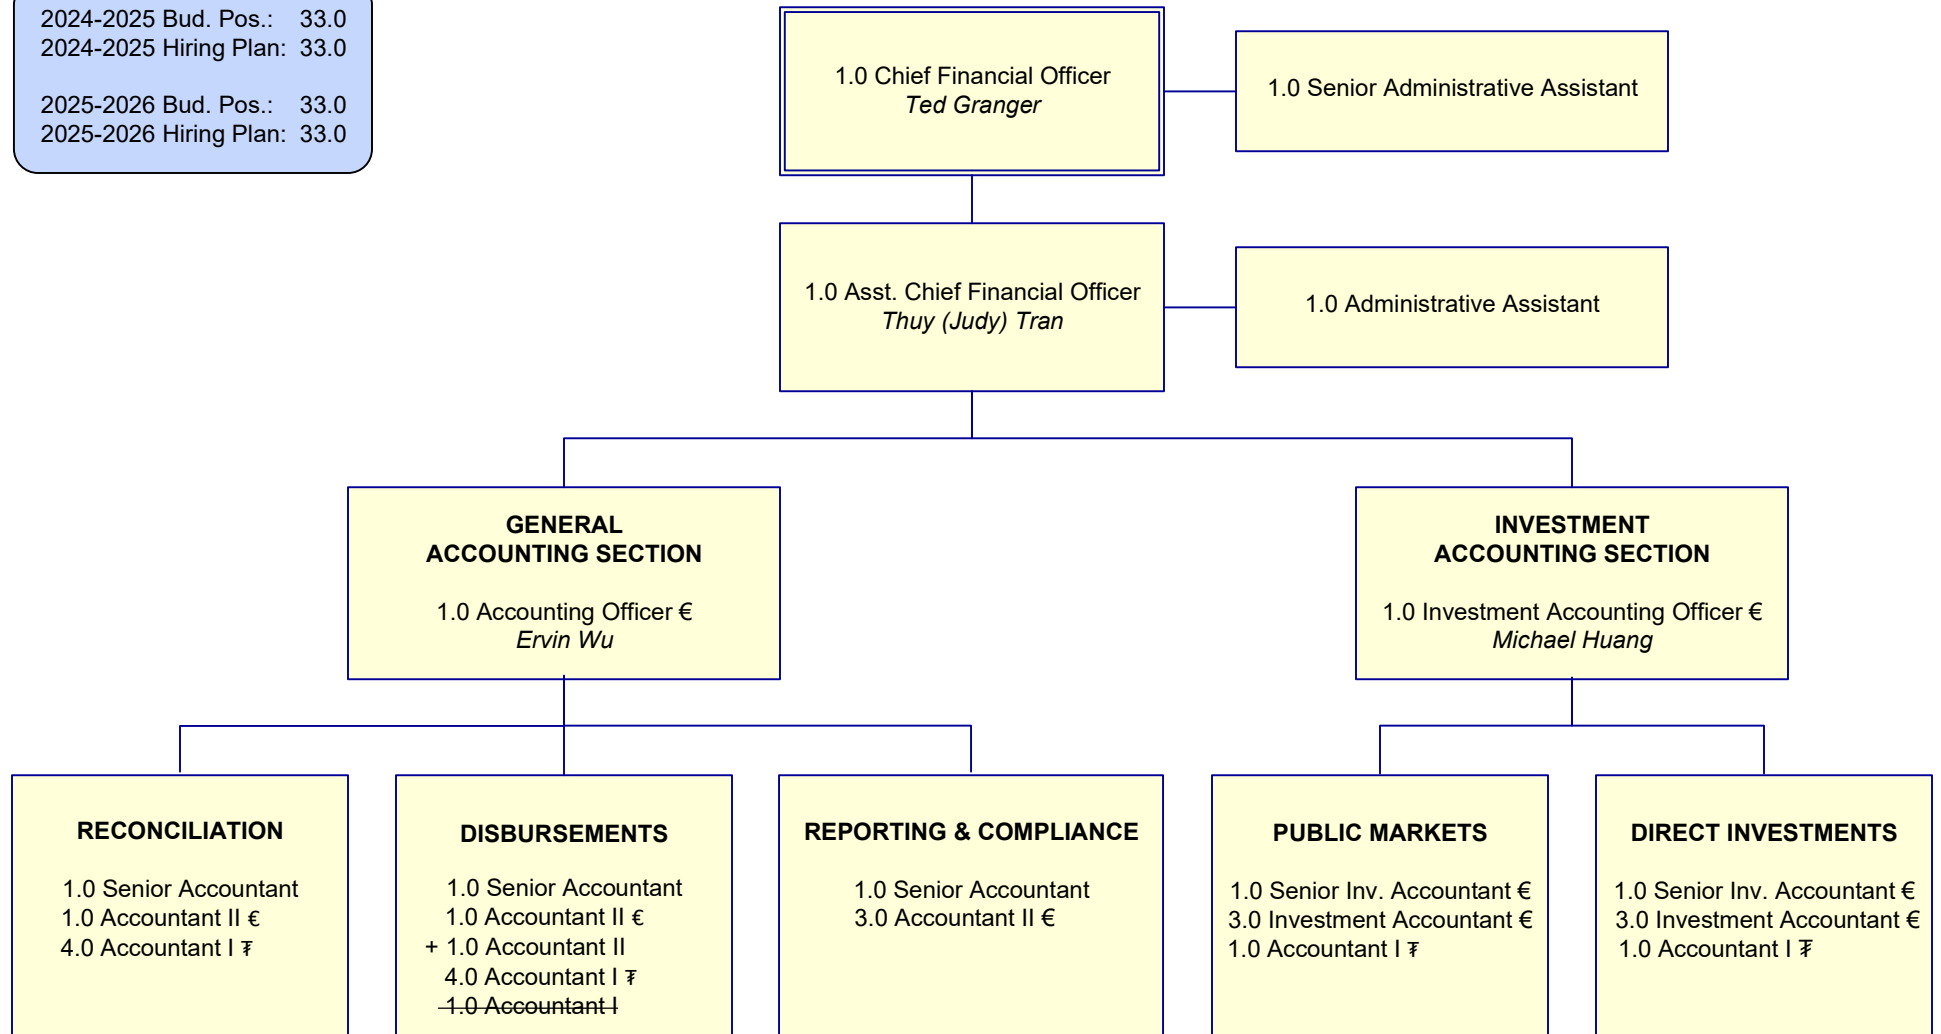 2024-2025 Bud. Pos.: 33.0
2024-2025 Hiring Plan: 33.0
2025-2026 Bud. Pos.: 33.0
2025-2026 Hiring Plan: 33.0
1.0 Chief Financial Officer
Ted Granger
1.0 Senior Administrative Assistant
1.0 Asst. Chief Financial Officer
Thuy (Judy) Tran
1.0 Administrative Assistant
GENERAL
ACCOUNTING SECTION
1.0 Accounting Officer €
Ervin Wu
INVESTMENT
ACCOUNTING SECTION
1.0 Investment Accounting Officer €
Michael Huang
RECONCILIATION
1.0 Senior Accountant
1.0 Accountant II €
4.0 Accountant I ₮
DISBURSEMENTS
1.0 Senior Accountant
1.0 Accountant II €
+ 1.0 Accountant II
4.0 Accountant I ₮
1.0 Accountant I
REPORTING & COMPLIANCE
1.0 Senior Accountant
3.0 Accountant II €
PUBLIC MARKETS
1.0 Senior Inv. Accountant €
3.0 Investment Accountant €
1.0 Accountant I ₮
DIRECT INVESTMENTS
1.0 Senior Inv. Accountant €
3.0 Investment Accountant €
1.0 Accountant I ₮